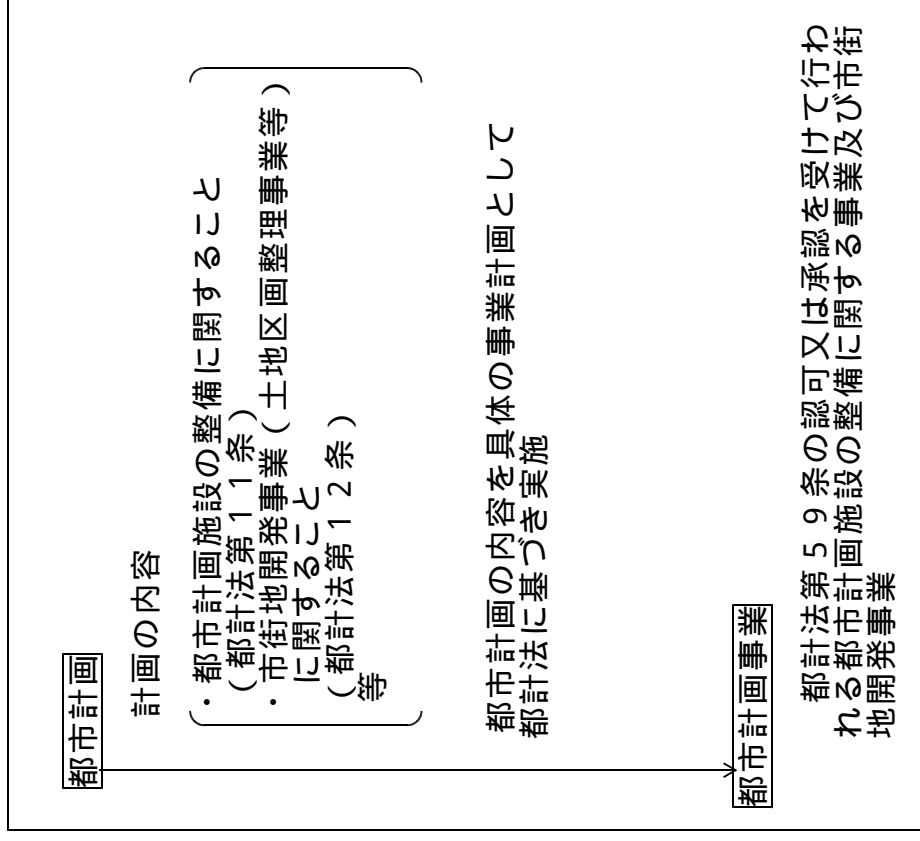 都市計画
計画の内容
・都市計画施設の整備に関すること
（都計法第１１条）
・市街地開発事業（土地区画整理事業等）
に関すること
（都計法第１２条）
等
都市計画の内容を具体の事業計画として
都計法に基づき実施
都市計画事業
都計法第５９条の認可又は承認を受けて行わ
れる都市計画施設の整備に関する事業及び市街
地開発事業